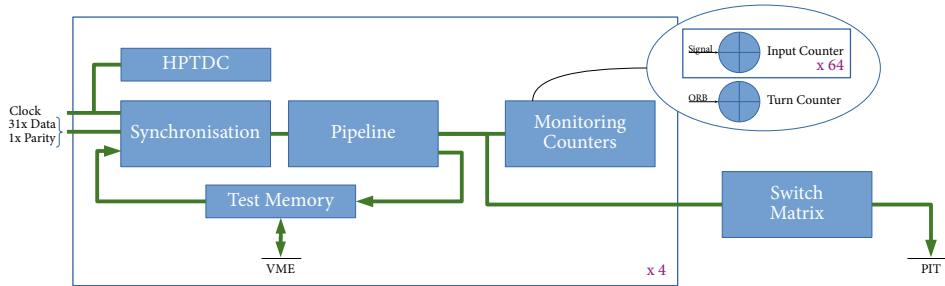 Signal
Input Counter
x 64
HPTDC
ORB
Turn Counter
Clock
31x Data
1x Parity
Synchronisation
Pipeline
Monitoring
Counters
Test Memory
Switch
Matrix
VME
x 4
PIT